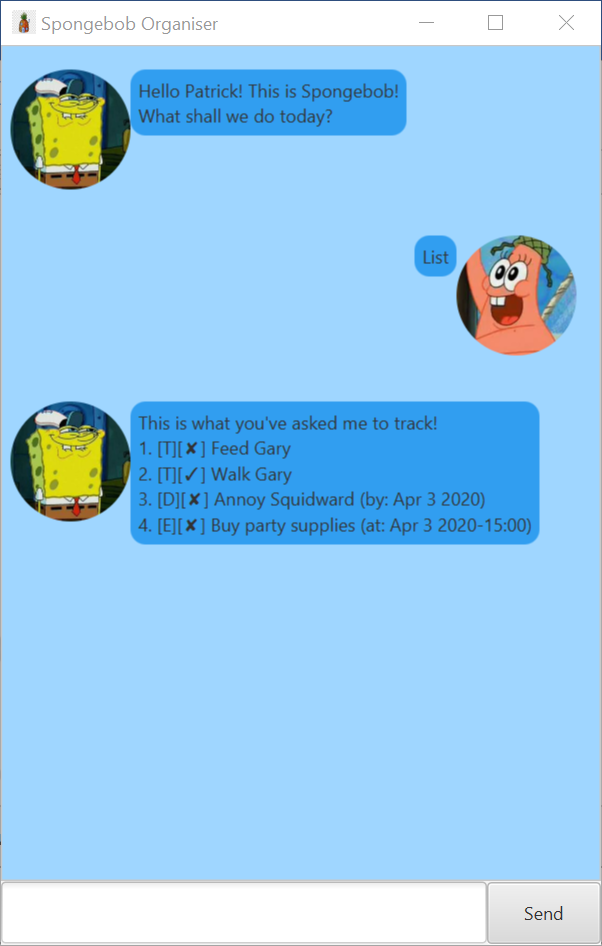 Spongebob Organiser
Hello Patrick! This is Spongebob!
What shall we do today?
List
This is what you've asked me to track!
1. [T][✘] Feed Gary
2. [T][✓] Walk Gary
3. [D][✘] Annoy Squidward (by: Apr 3 2020)
4. [E][✘] Buy party supplies (at: Apr 3 2020-15:00)
Send